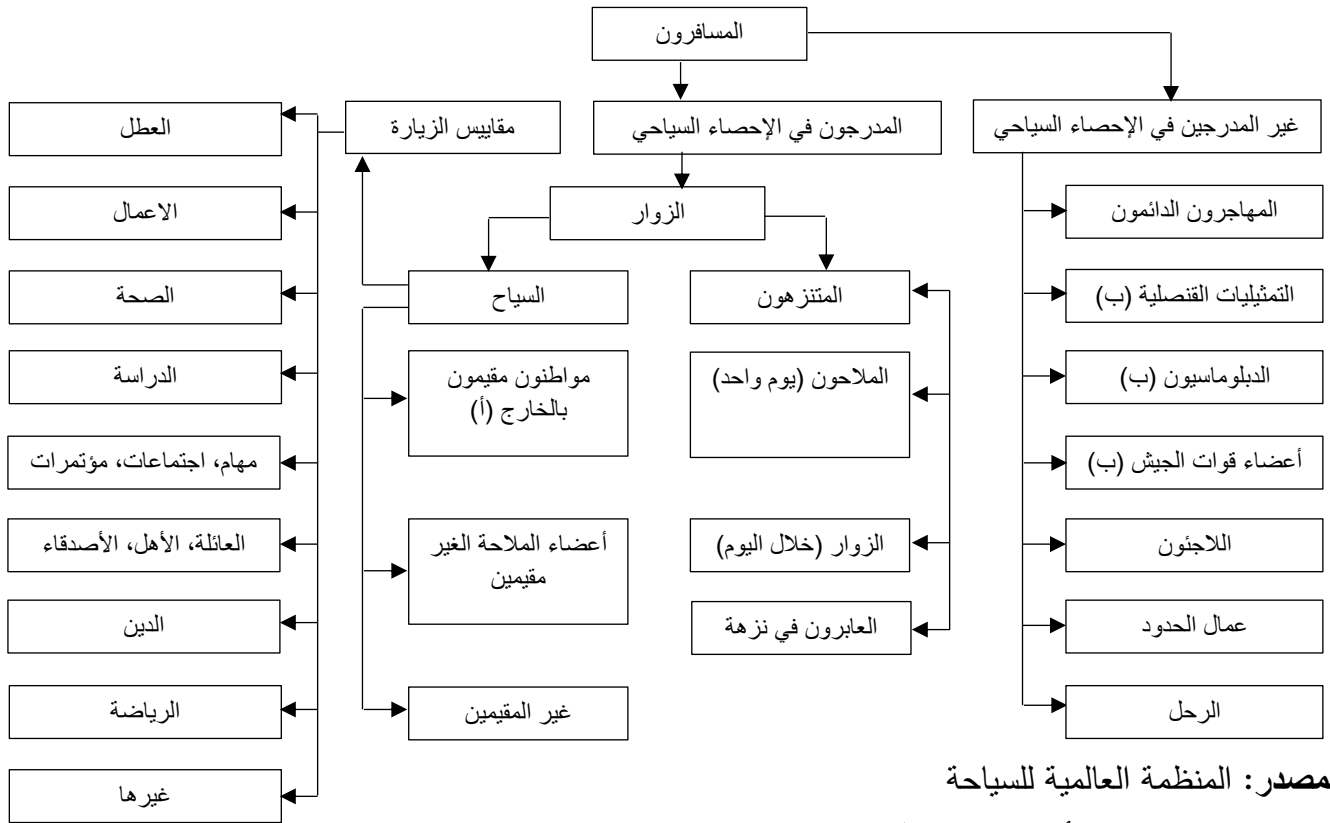 المسافرون
غير المدرجين في الإحصاء السياحي
المدرجون في الإحصاء السياحي
مقاييس الزيارة
العطل
المهاجرون الدائمون
الزوار
الاعمال
التمثيليات القنصلية (ب)
المتنزهون
السياح
الصحة
الدبلوماسيون (ب)
الملاحون (يوم واحد)
مواطنون مقيمون
بالخارج (أ)
الدراسة
أعضاء قوات الجيش (ب)
مهام، اجتماعات، مؤتمرات
اللاجئون
الزوار (خلال اليوم)
أعضاء الملاحة الغير
مقيمين
العائلة، الأهل، الأصدقاء
عمال الحدود
العابرون في نزهة
الدين
الرحل
غير المقيمين
الرياضة
مصدر: المنظمة العالمية للسياحة
غيرها